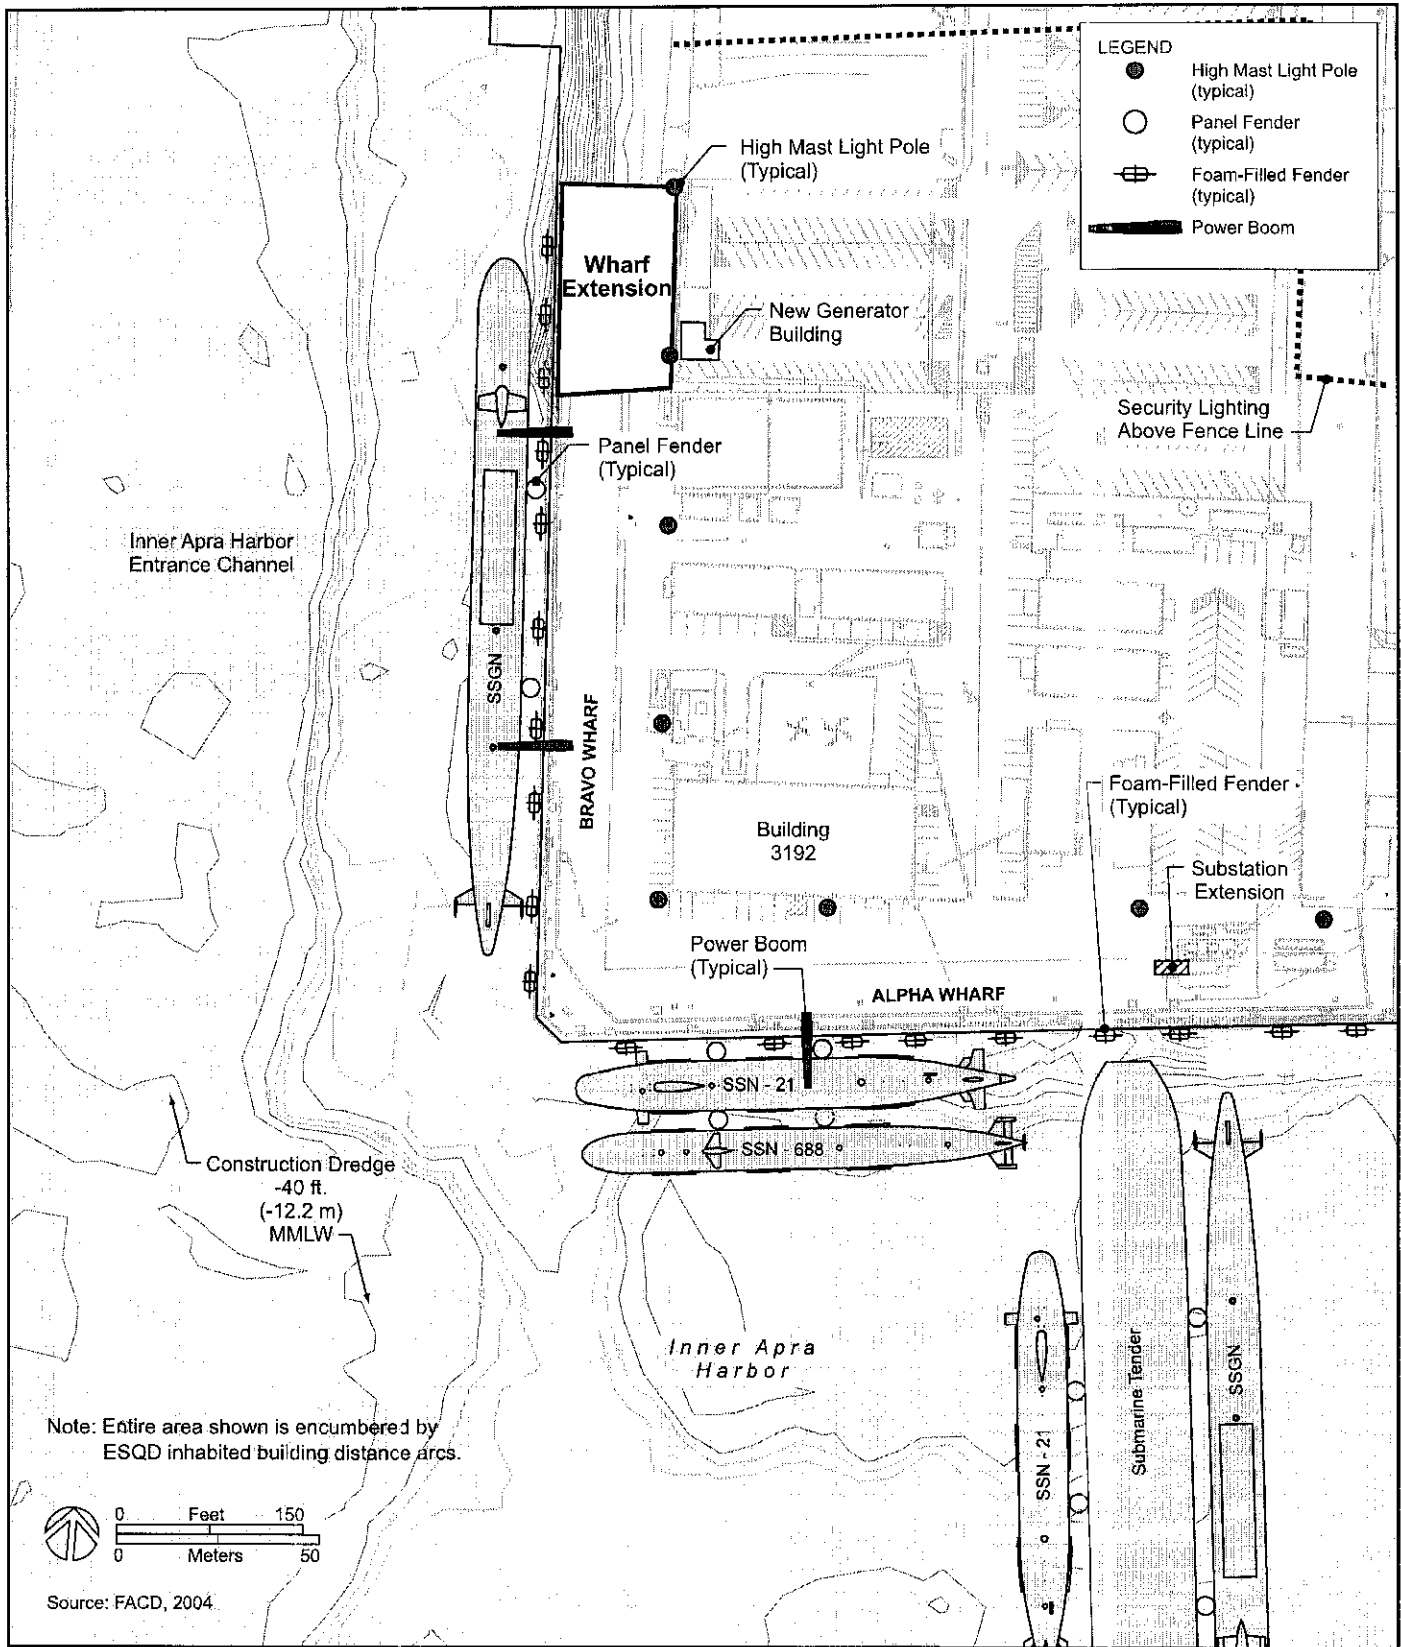 LEGEND
High Mast Light Pole
(typical)
Panel Fender
(typical)
Foam-Filled Fender
(typical)
Power Boom
High Mast Light Pole
(Typical)
Wharf
Extension
New Generator
Building
Security Lighting
Above Fence Line
Panel Fender
(Typical)
Inner Apra Harbor
Entrance Channel
SSGN
BRAVO WHARF
Foam-Filled Fender
(Typical)
Building
3192
Substation
Extension
Power Boom
(Typical)
ALPHA WHARF
SSN - 21
SSN - 688
Construction Dredge
-40 ft.
(-12.2 m)
MMLW
Inner Apra
Harbor
SSN - 21
Submarine Tender
SSGN
Note: Entire area shown is encumbered by
ESQD inhabited building distance arcs.
0 Feet 150
0 Meters 50
Source: FACD, 2004